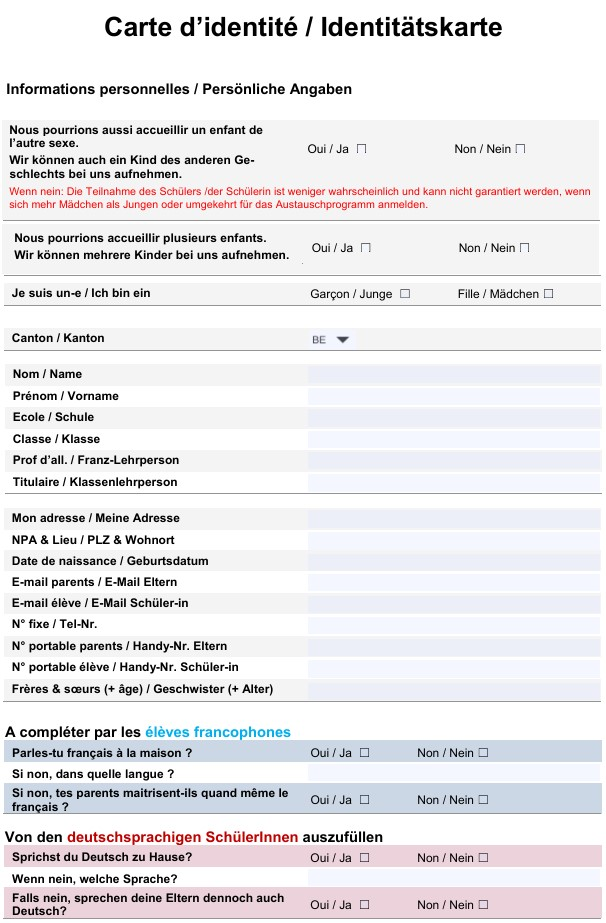 Carte d’identité / Identitätskarte
Informations personnelles / Persönliche Angaben
Nous pourrions aussi accueillir un enfant de
l’autre sexe.
Wir können auch ein Kind des anderen Ge-
schlechts bei uns aufnehmen.
Oui / Ja ☐ Non / Nein ☐
Wenn nein: Die Teilnahme des Schülers /der Schülerin ist weniger wahrscheinlich und kann nicht garantiert werden, wenn
sich mehr Mädchen als Jungen oder umgekehrt für das Austauschprogramm anmelden.
Nous pourrions accueillir plusieurs enfants.
Wir können mehrere Kinder bei uns aufnehmen.
Oui / Ja ☐ Non / Nein ☐
Je suis un-e / Ich bin ein Garçon / Junge ☐ Fille / Mädchen ☐
Canton / Kanton BE
Nom / Name
Prénom / Vorname
Ecole / Schule
Classe / Klasse
Prof d’all. / Franz-Lehrperson
Titulaire / Klassenlehrperson
Mon adresse / Meine Adresse
NPA & Lieu / PLZ & Wohnort
Date de naissance / Geburtsdatum
E-mail parents / E-Mail Eltern
E-mail élève / E-Mail Schüler-in
N° fixe / Tel-Nr.
N° portable parents / Handy-Nr. Eltern
N° portable élève / Handy-Nr. Schüler-in
Frères & sœurs (+ âge) / Geschwister (+ Alter)
A compléter par les élèves francophones
Parles-tu français à la maison ? Oui / Ja ☐ Non / Nein ☐
Si non, dans quelle langue ?
Si non, tes parents maitrisent-ils quand même le
français ?
Oui / Ja ☐ Non / Nein ☐
Von den deutschsprachigen SchülerInnen auszufüllen
Sprichst du Deutsch zu Hause? Oui / Ja ☐ Non / Nein ☐
Wenn nein, welche Sprache?
Falls nein, sprechen deine Eltern dennoch auch
Deutsch?
Oui / Ja ☐ Non / Nein ☐